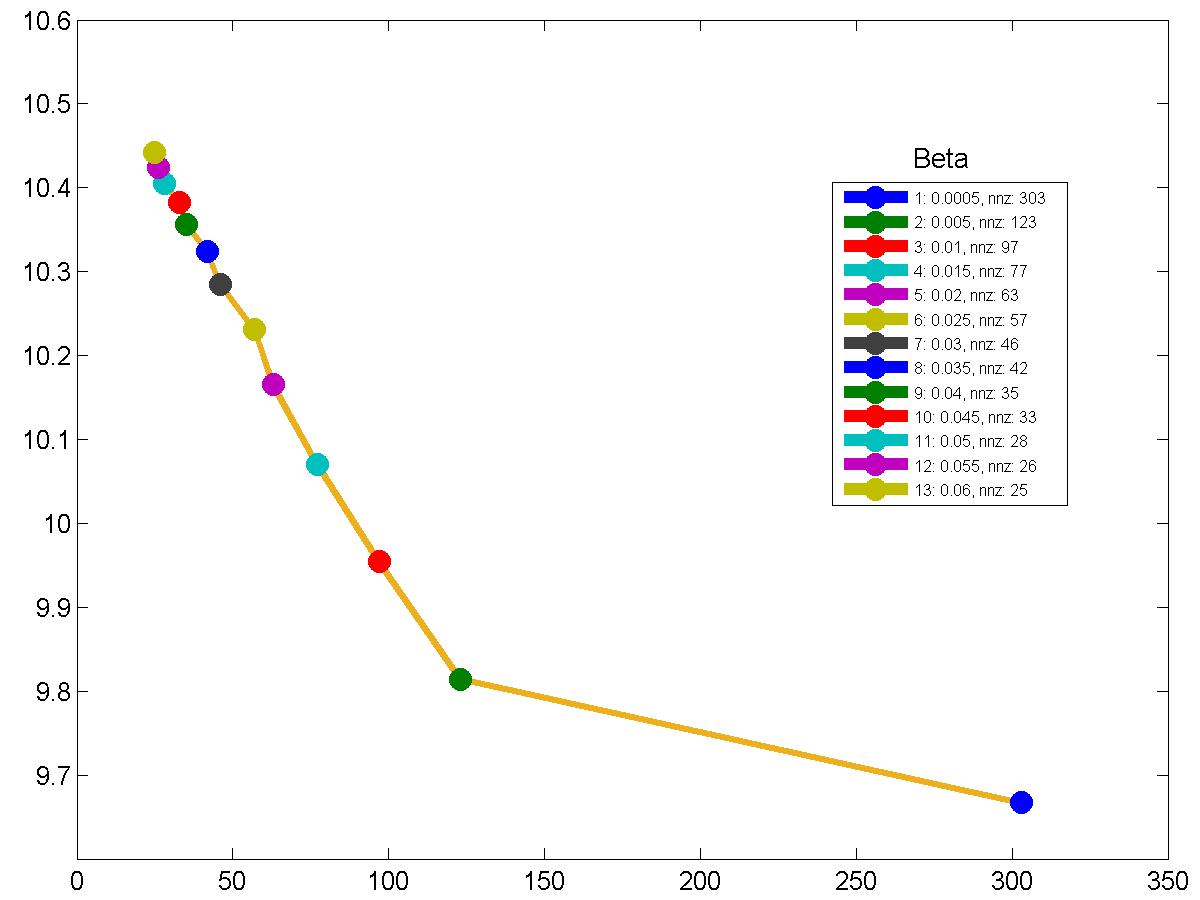 10.6
10.5
10.4
10.3
10.2
10.1
10
9.9
9.8
9.7
0 50 100 150 200 250 300 350
Beta
1: 0.0005, nnz: 303
2: 0.005, nnz: 123
3: 0.01, nnz: 97
4: 0.015, nnz: 77
5: 0.02, nnz: 63
6: 0.025, nnz: 57
7: 0.03, nnz: 46
8: 0.035, nnz: 42
9: 0.04, nnz: 35
10: 0.045, nnz: 33
11: 0.05, nnz: 28
12: 0.055, nnz: 26
13: 0.06, nnz: 25